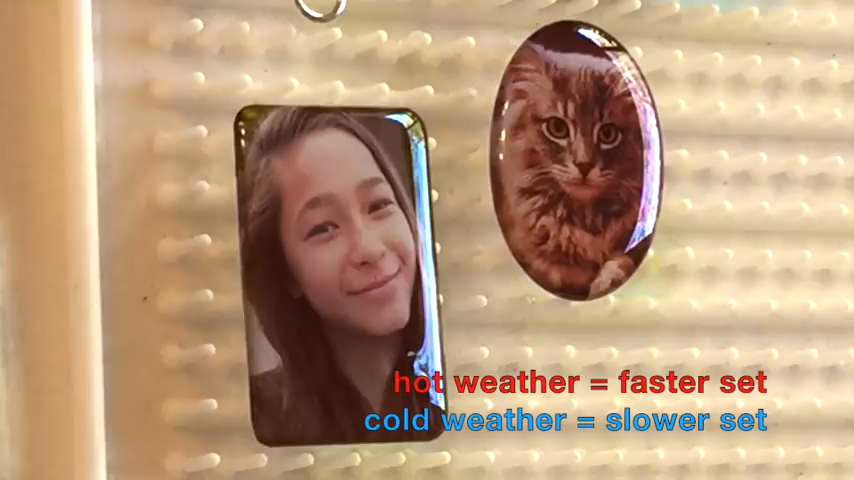 hot weather = faster set
cold weather = slower set